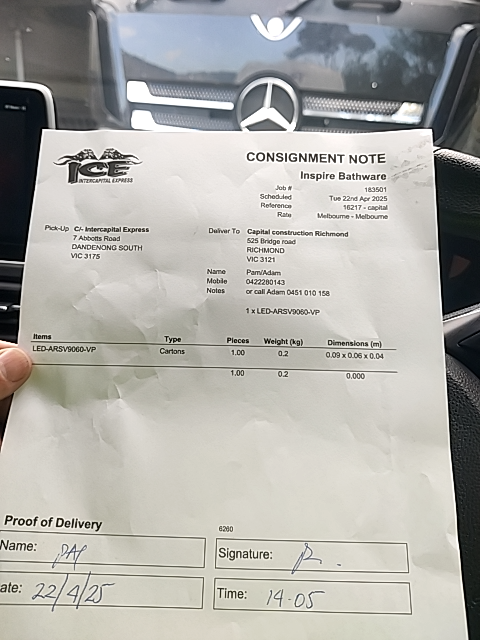 ICE
INTERCAPITAL EXPRESS
CONSIGNMENT NOTE
Inspire Bathware
Job # 183501
Scheduled Tue 22nd Apr 2025
Reference 16217 - capital
Rate Melbourne - Melbourne
Pick-Up C/- Intercapital Express
7 Abbotts Road
DANDENONG SOUTH
VIC 3175
Deliver To Capital construction Richmond
525 Bridge road
RICHMOND
VIC 3121
Name Pam/Adam
Mobile 0422280143
Notes or call Adam 0451 010 158
1 x LED-ARSV9060-VP
Items Type Pieces Weight (kg) Dimensions (m)
LED-ARSV9060-VP Cartons 1.00 0.2 0.09 x 0.06 x 0.04
1.00 0.2 0.000
Proof of Delivery
6260
Name:
Signature:
ate: 22/4/25
Time: 14-05